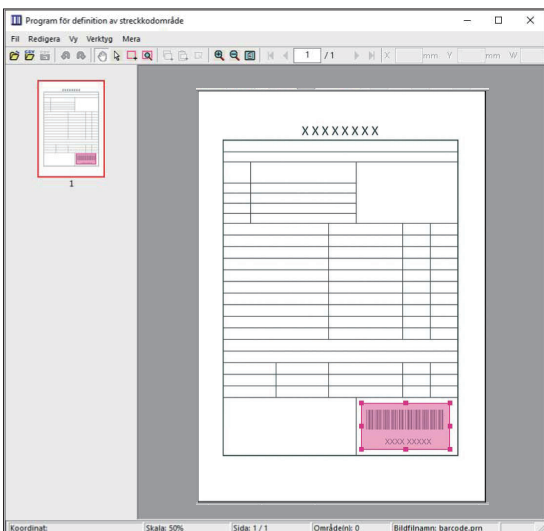 Program för definition av streckkodområde
Fil Redigera Vy Verktyg Mera
1 / 1 X mm Y mm W
1
XXXXXXXX
XXXX XXXXX
Koordinat: Skala: 50% Sida: 1 / 1 Område(n): 0 Bildfilnamn: barcode.prn